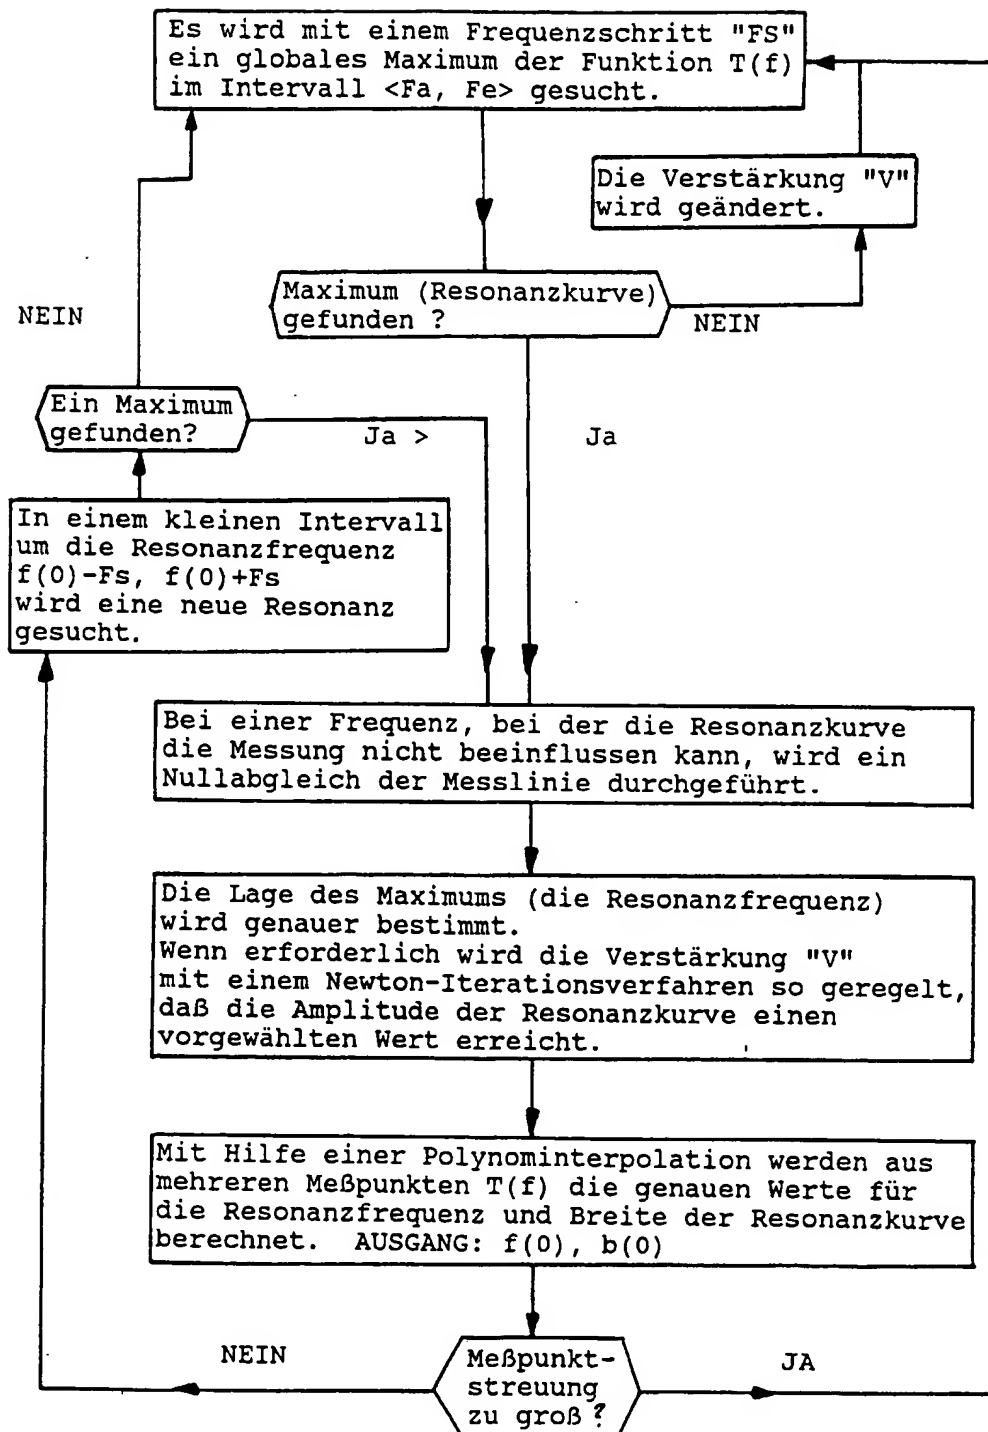 Es wird mit einem Frequenzschritt "FS"
ein globales Maximum der Funktion T(f)
im Intervall <Fa, Fe> gesucht.
Die Verstärkung "V"
wird geändert.
Maximum (Resonanzkurve)
gefunden ?
NEIN
NEIN
Ein Maximum
gefunden?
Ja >
Ja
In einem kleinen Intervall
um die Resonanzfrequenz
f(0)-Fs, f(0)+Fs
wird eine neue Resonanz
gesucht.
Bei einer Frequenz, bei der die Resonanzkurve
die Messung nicht beeinflussen kann, wird ein
Nullabgleich der Messlinie durchgeführt.
Die Lage des Maximums (die Resonanzfrequenz)
wird genauer bestimmt.
Wenn erforderlich wird die Verstärkung "V"
mit einem Newton-Iterationsverfahren so geregelt,
daß die Amplitude der Resonanzkurve einen
vorgewählten Wert erreicht.
Mit Hilfe einer Polynominterpolation werden aus
mehreren Meßpunkten T(f) die genauen Werte für
die Resonanzfrequenz und Breite der Resonanzkurve
berechnet. AUSGANG: f(0), b(0)
NEIN
Meßpunkt-
streuung
zu groß ?
JA